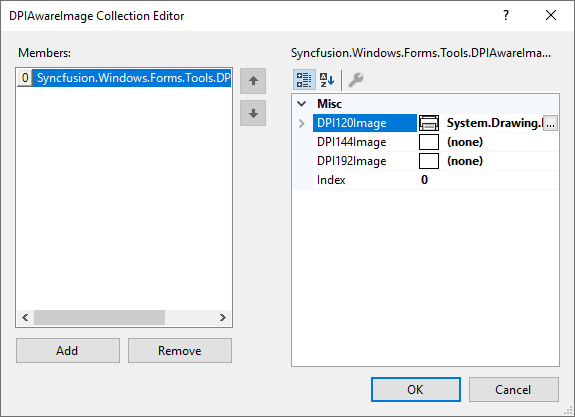 DPIAwareImage Collection Editor
?
Members:
0 Syncfusion.Windows.Forms.Tools.DP
Add
Remove
Syncfusion.Windows.Forms.Tools.DPIAwareIma...
A Z
Misc
DPI120Image System.Drawing. ...
DPI144Image (none)
DPI192Image (none)
Index 0
OK
Cancel